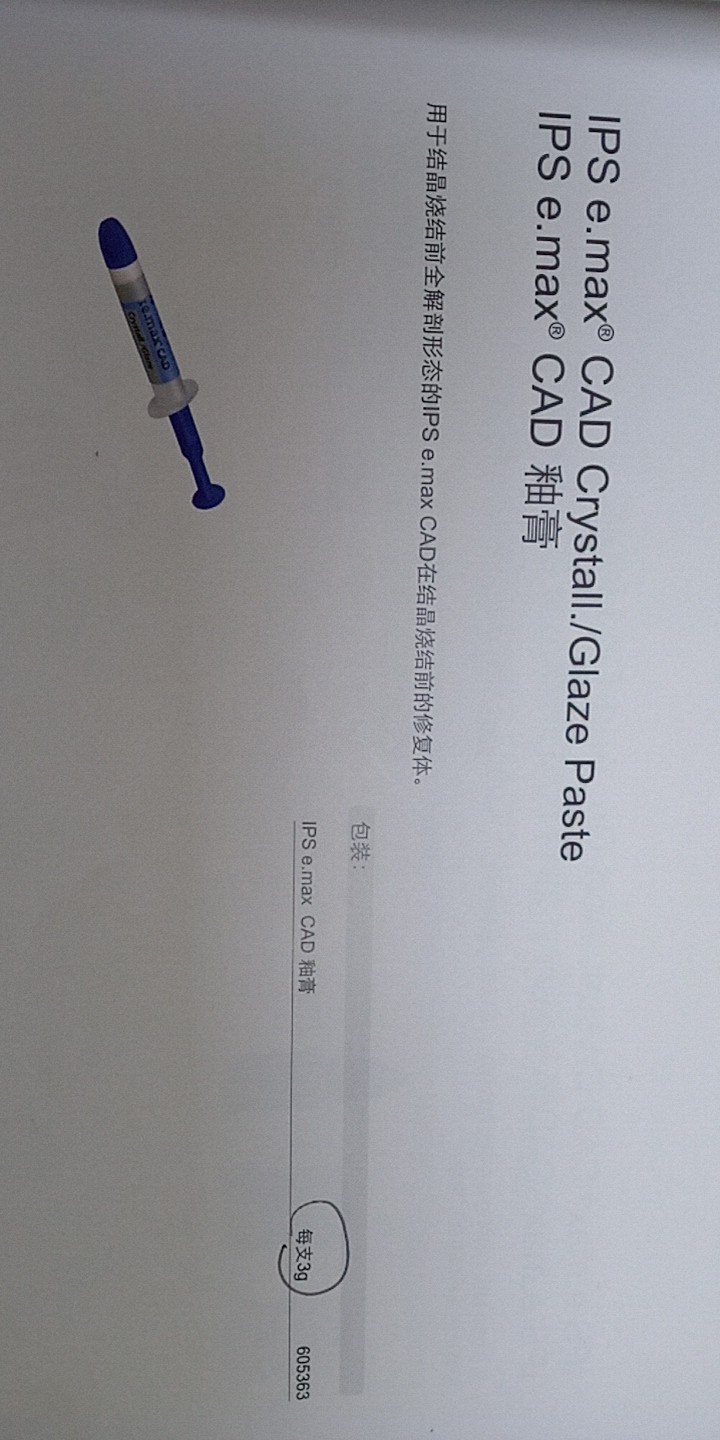 IPS e.max® CAD Crystall./Glaze Paste
IPS e.max® CAD 釉膏
用于结晶烧结前全解剖形态的IPS e.max CAD在结晶烧结前的修复体。
包装：
IPS e.max CAD 釉膏 每支3g 605363
e.max CAD
Crystall./Glaze